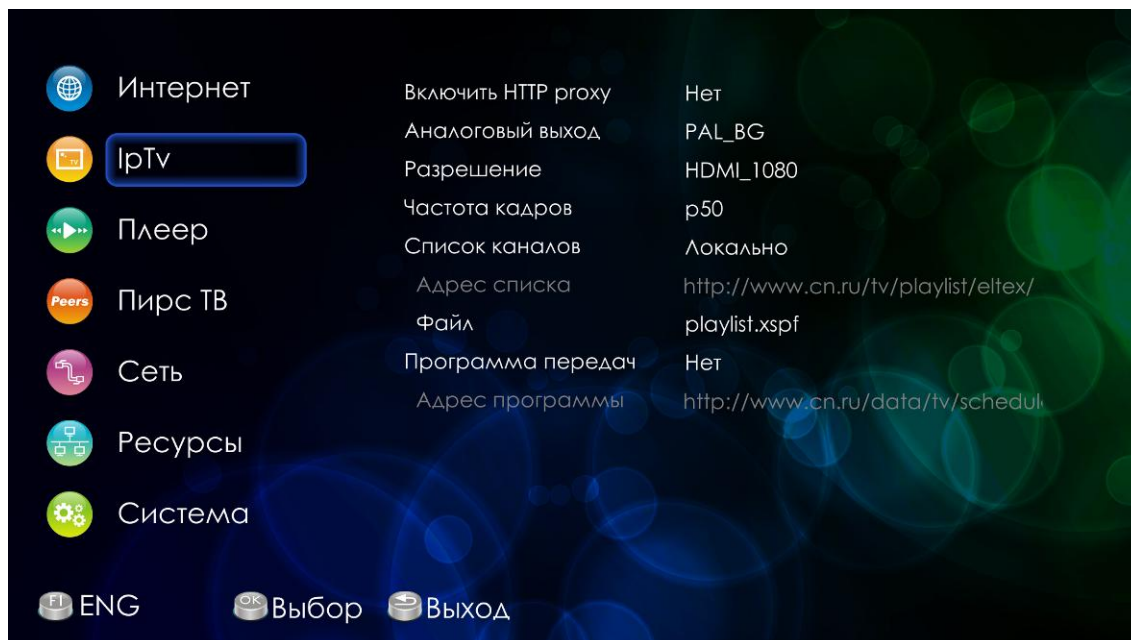 Интернет
IpTv
TV
Плеер
Peers
Пирс ТВ
Сеть
Ресурсы
Система
Включить HTTP proxy Нет
Аналоговый выход PAL_BG
Разрешение HDMI_1080
Частота кадров p50
Список каналов Локально
Адрес списка http://www.cn.ru/tv/playlist/eltex/
Файл playlist.xspf
Программа передач Нет
Адрес программы http://www.cn.ru/data/tv/schedul
F1 ENG OK Выбор Выход